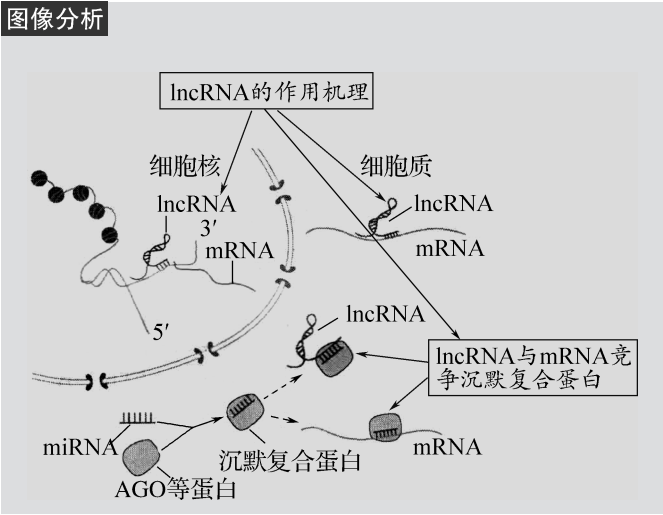 图像分析
lncRNA的作用机理
细胞核
细胞质
lncRNA
lncRNA
3′
mRNA
mRNA
5′
lncRNA
lncRNA与mRNA竞
争沉默复合蛋白
miRNA
沉默复合蛋白
mRNA
AGO等蛋白